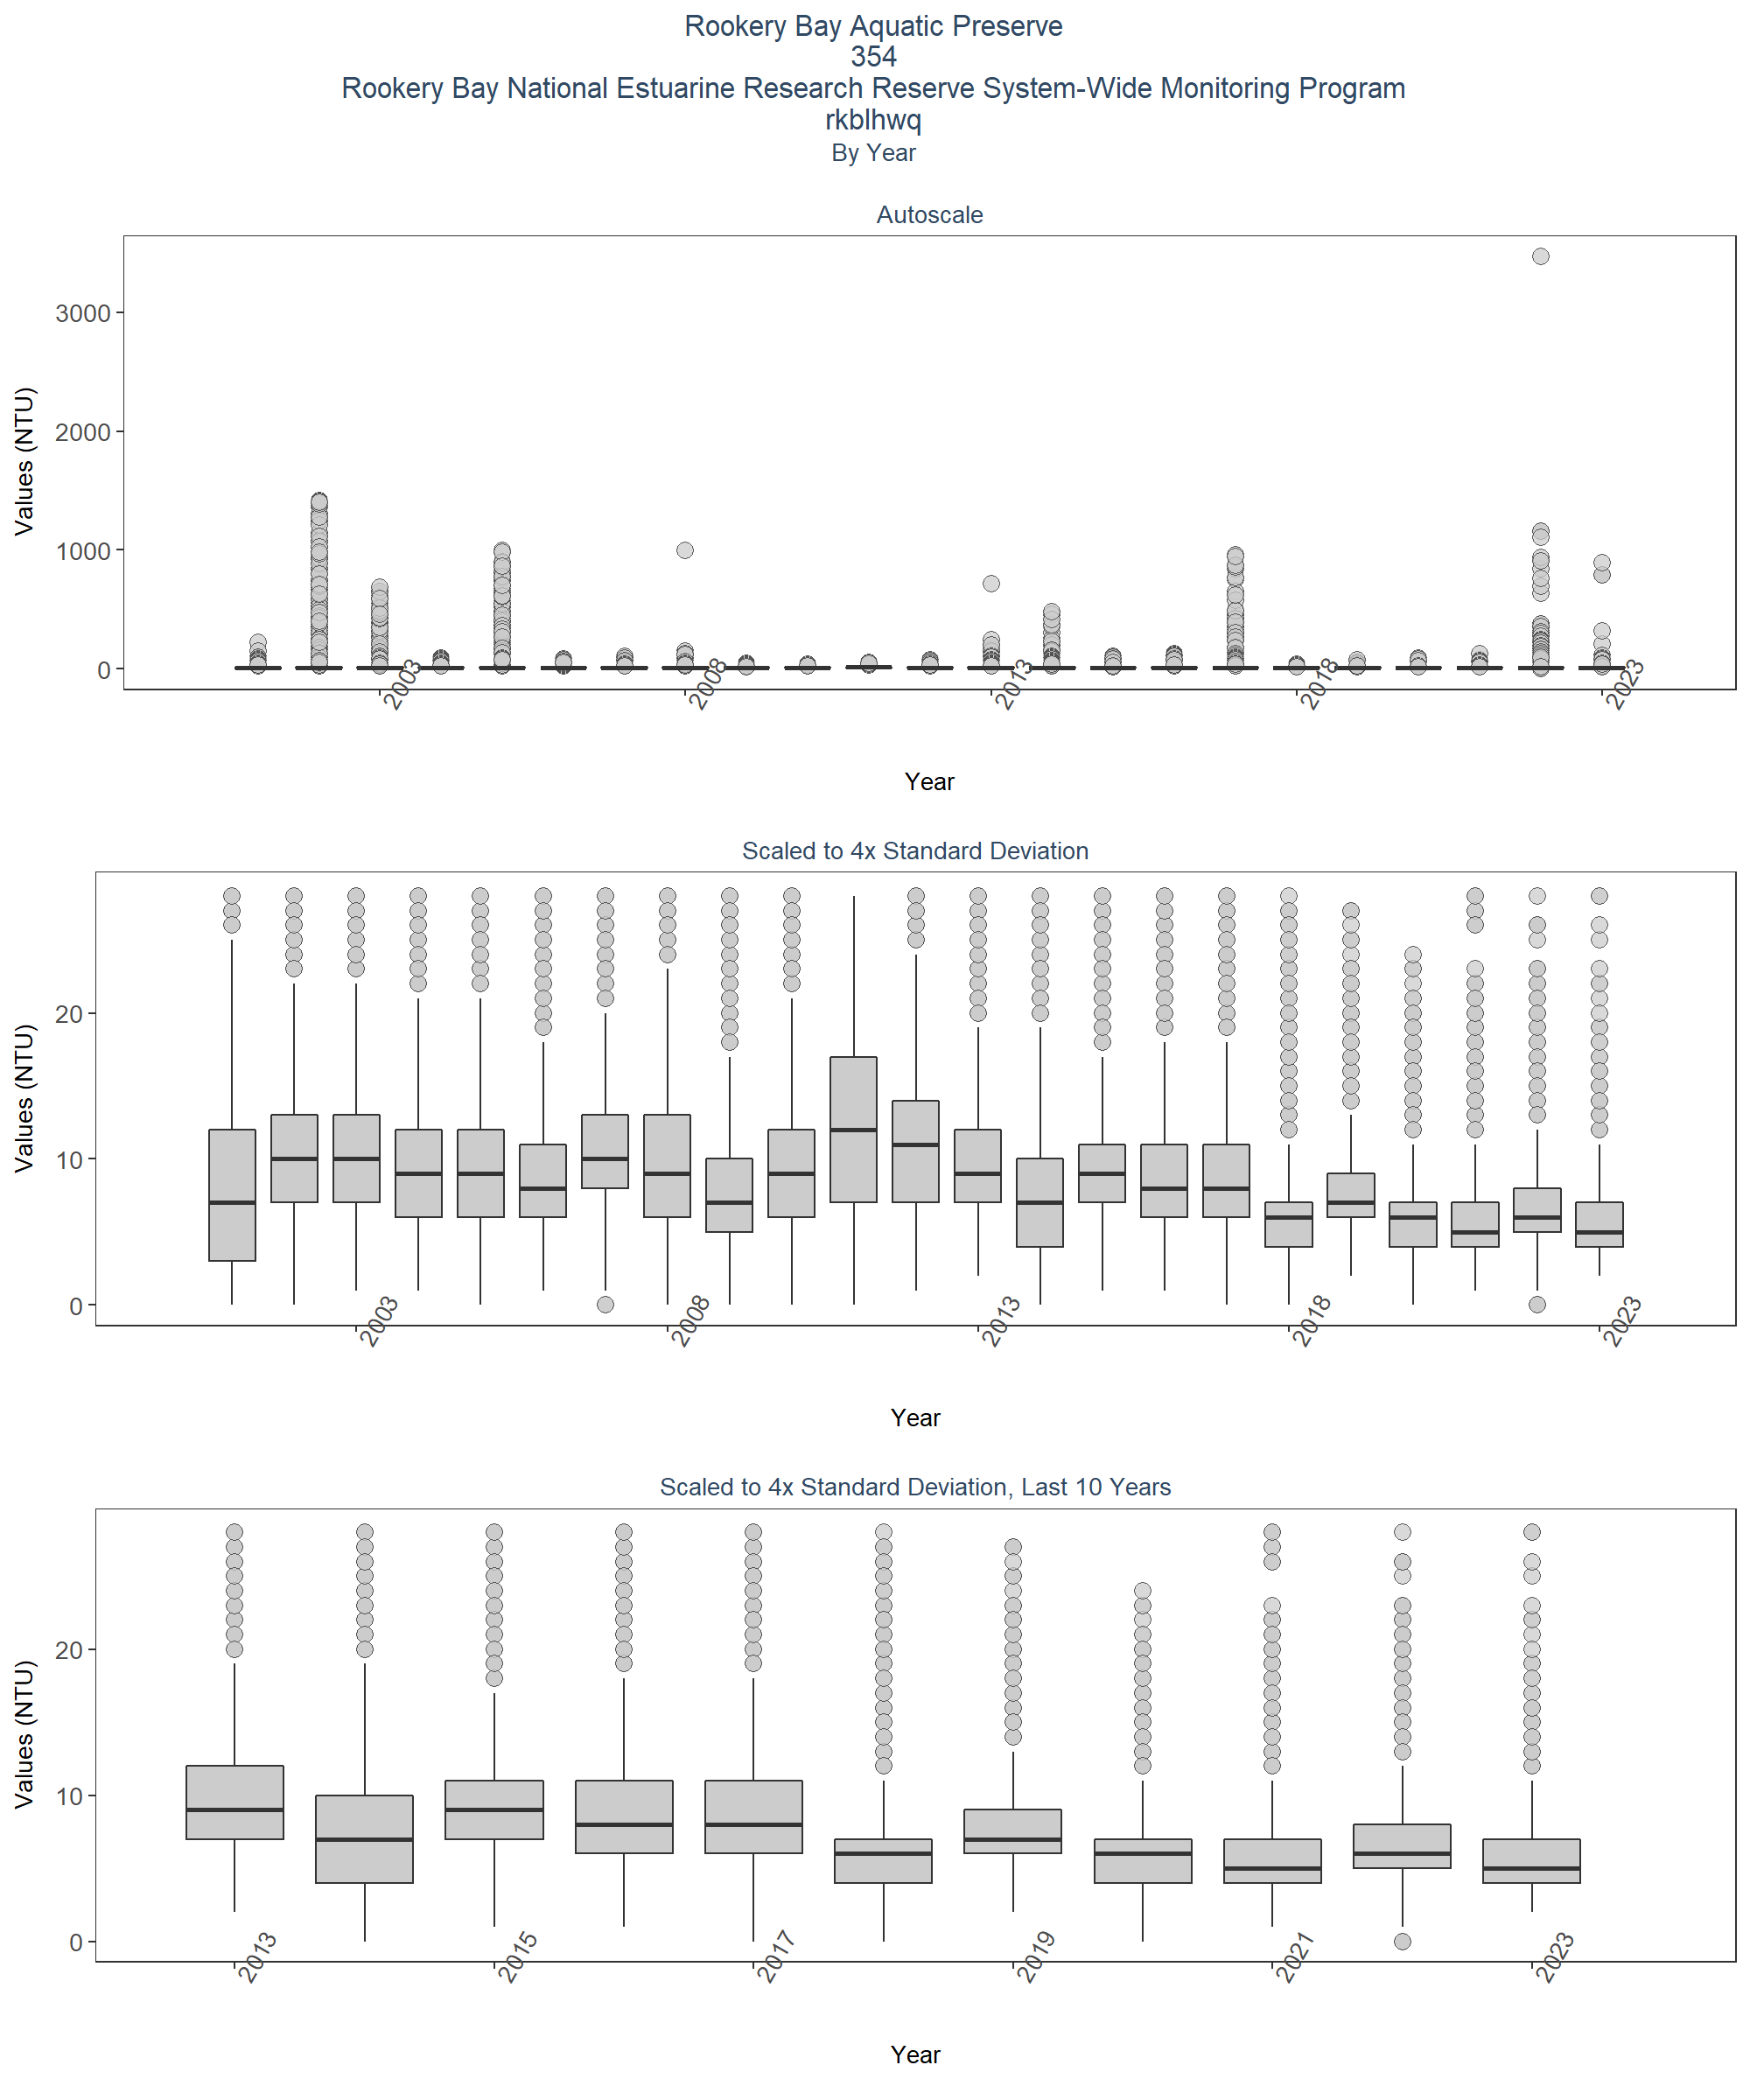 Rookery Bay Aquatic Preserve
354
Rookery Bay National Estuarine Research Reserve System-Wide Monitoring Program
rkblhwq
By Year
Autoscale
Values (NTU)
3000
2000
1000
0
2003
2008
2013
2018
2023
Year
Scaled to 4x Standard Deviation
Values (NTU)
20
10
0
2003
2008
2013
2018
2023
Year
Scaled to 4x Standard Deviation, Last 10 Years
Values (NTU)
20
10
0
2013
2015
2017
2019
2021
2023
Year